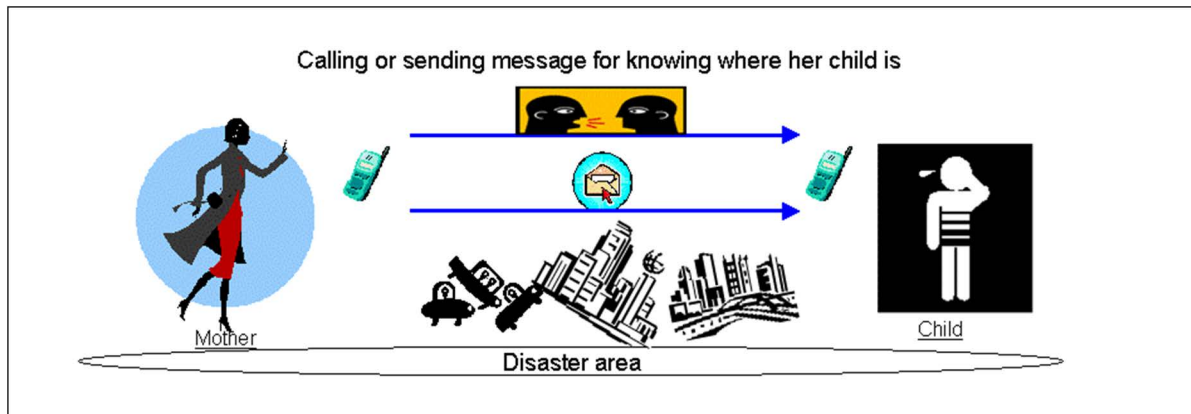 Calling or sending message for knowing where her child is
Mother
Child
Disaster area